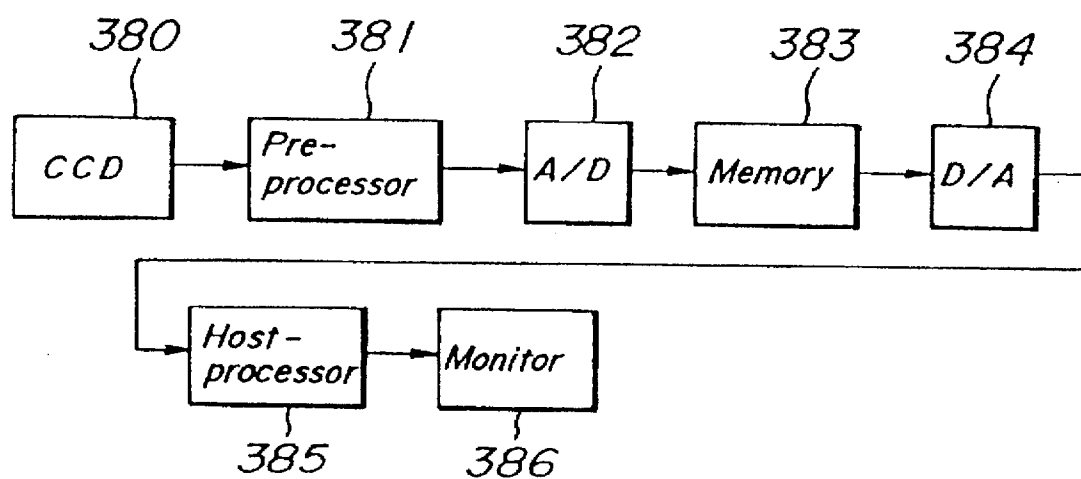 380 381 382 383 384
CCD
Pre-
processor
A/D
Memory
D/A
Host-
processor
Monitor
385 386